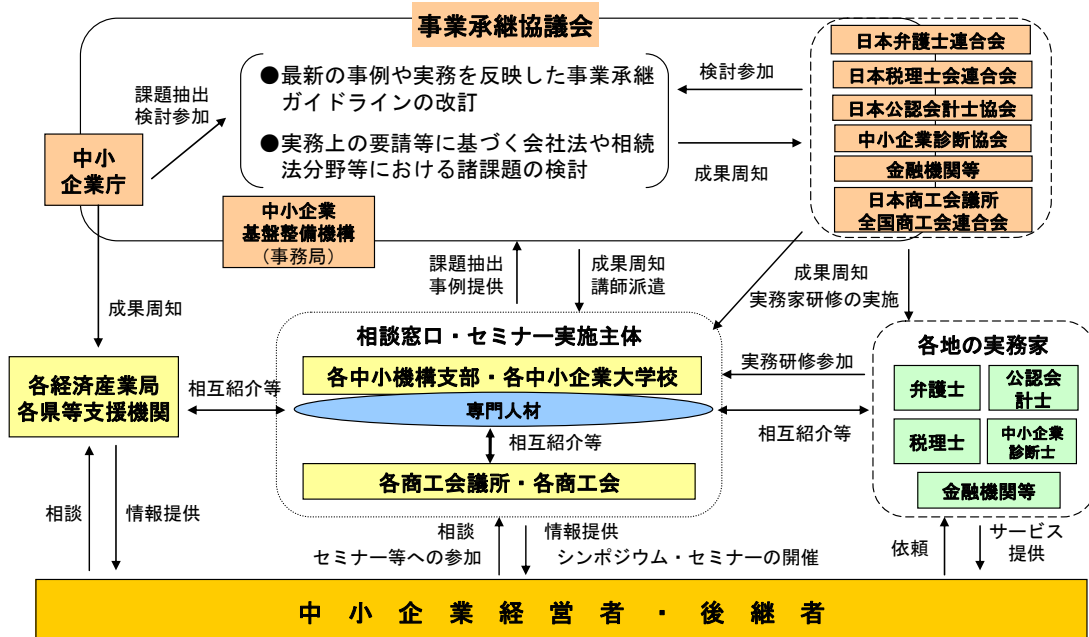 事業承継協議会
●最新の事例や実務を反映した事業承継
ガイドラインの改訂
●実務上の要請等に基づく会社法や相続
法分野等における諸課題の検討
課題抽出
検討参加
中小
企業庁
中小企業
基盤整備機構
（事務局）
検討参加
成果周知
日本弁護士連合会
日本税理士会連合会
日本公認会計士協会
中小企業診断協会
金融機関等
日本商工会議所
全国商工会連合会
成果周知
課題抽出
事例提供
成果周知
講師派遣
成果周知
実務家研修の実施
各経済産業局
各県等支援機関
相互紹介等
相談窓口・セミナー実施主体
各中小機構支部・各中小企業大学校
専門人材
相互紹介等
各商工会議所・各商工会
実務研修参加
相互紹介等
各地の実務家
弁護士
公認会
計士
税理士
中小企業
診断士
金融機関等
相談
情報提供
相談
セミナー等への参加
情報提供
シンポジウム・セミナーの開催
依頼
サービス
提供
中小企業経営者・後継者